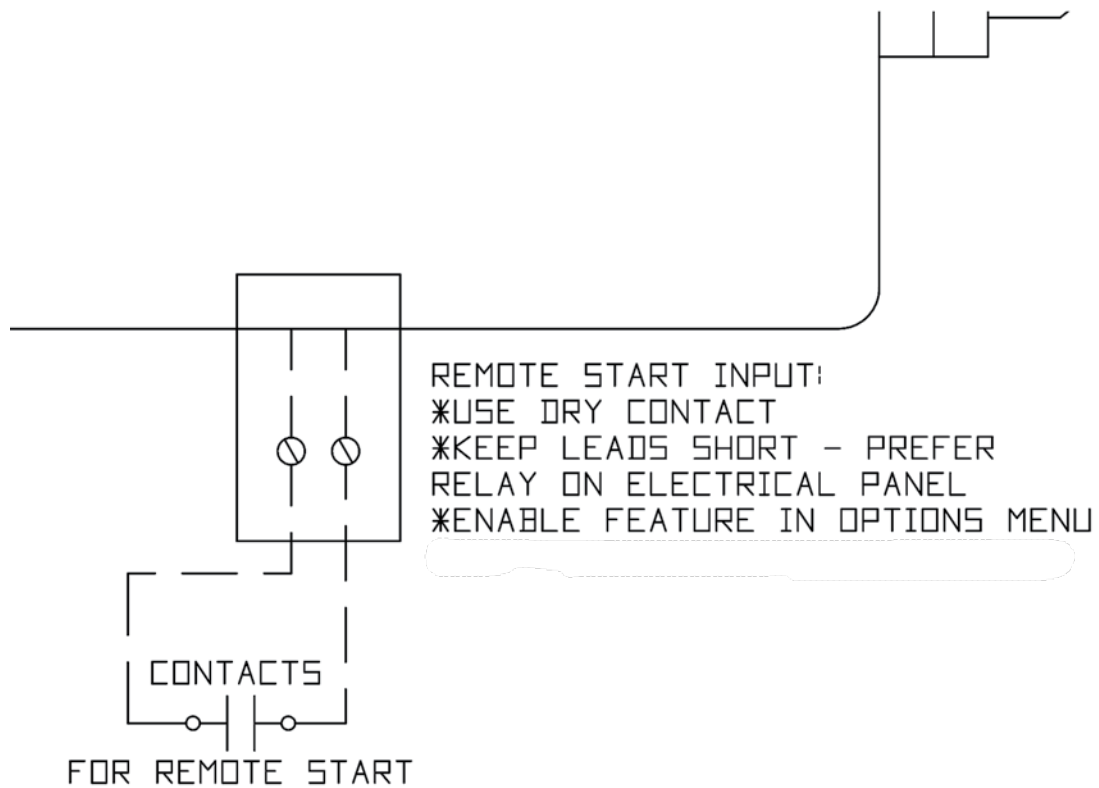 REMOTE START INPUT:
*USE DRY CONTACT
*KEEP LEADS SHORT - PREFER
RELAY ON ELECTRICAL PANEL
*ENABLE FEATURE IN OPTIONS MENU
CONTACTS
FOR REMOTE START